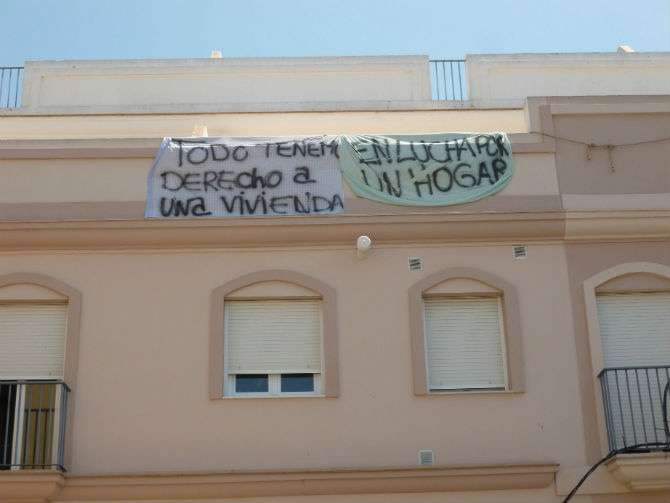 TODO TENEM
DERECHO a
UNA VIVIENDA
EN LUCHA POR
UN HOGAR